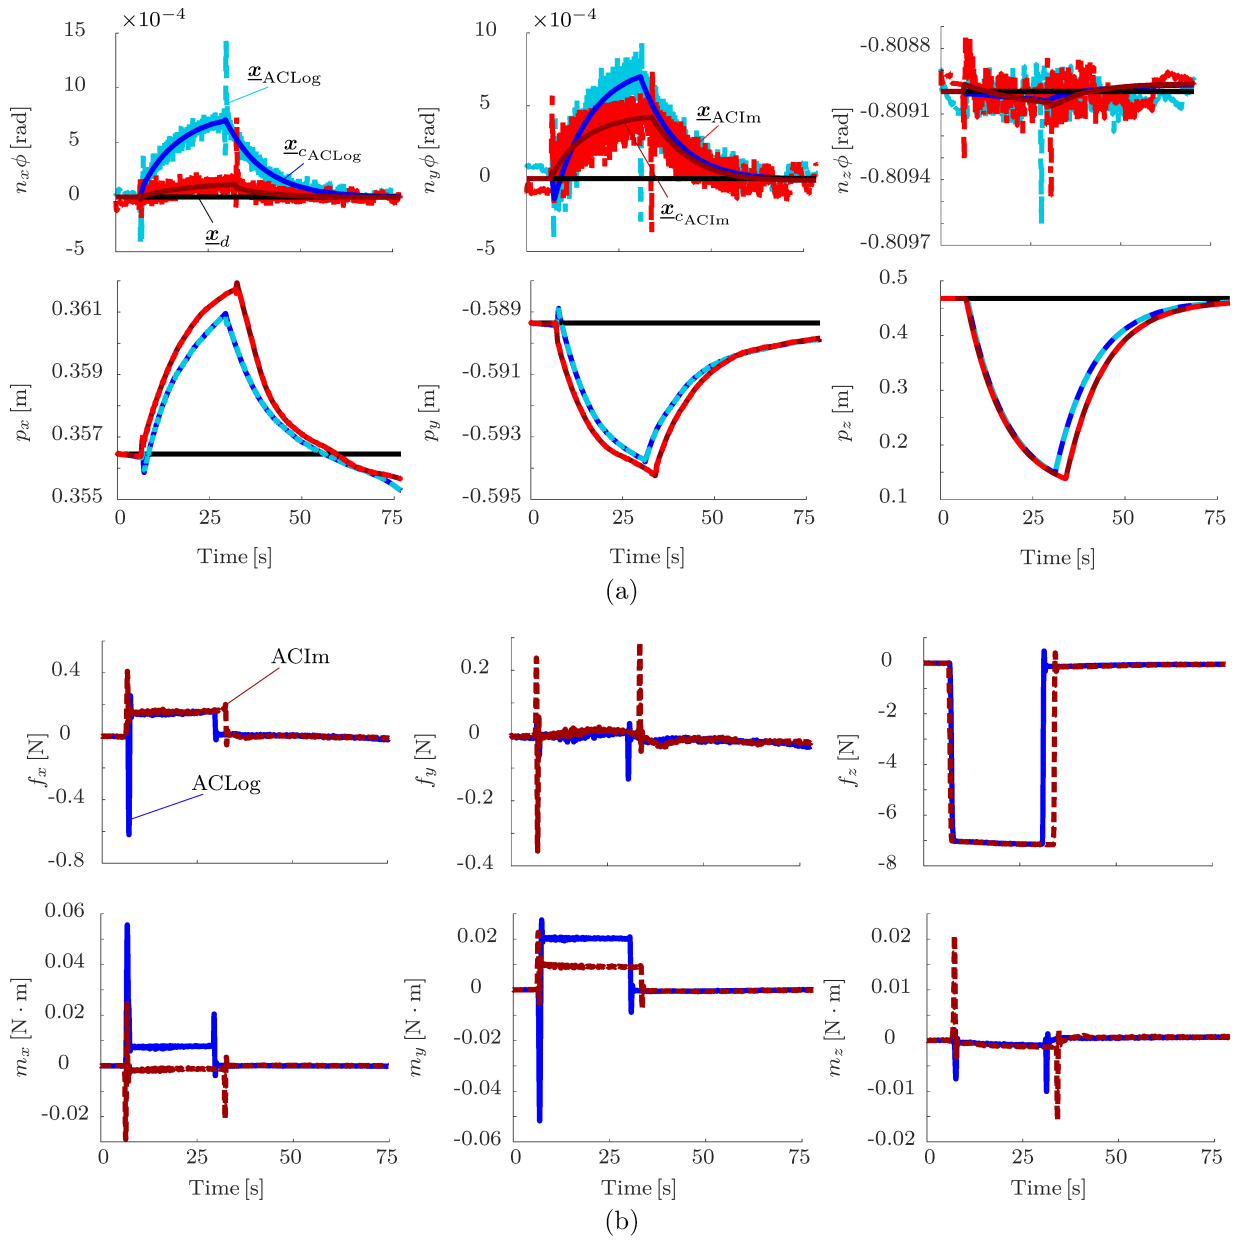 ×10⁻⁴ ×10⁻⁴
15 10 -0.8088
10 5 -0.8091
5 0 -0.8094
0 -5 -0.8097
-5
n_xϕ [rad] n_yϕ [rad] n_zϕ [rad]
x_ACLog
x_c_ACLog
x_d
x_ACIm
x_c_ACIm
0.361 -0.589 0.5
0.359 -0.591 0.4
0.357 -0.593 0.3
0.355 -0.595 0.2
0.1
p_x [m] p_y [m] p_z [m]
0 25 50 75 0 25 50 75 0 25 50 75
Time [s] Time [s] Time [s]
(a)
0.4 0.2 0
0 0 -2
-0.4 -0.2 -4
-0.8 -0.4 -6
-8
f_x [N] f_y [N] f_z [N]
ACIm
ACLog
0.06 0.02 0.02
0.04 0 0.01
0.02 -0.02 0
0 -0.04 -0.01
-0.02 -0.06 -0.02
m_x [N · m] m_y [N · m] m_z [N · m]
0 25 50 75 0 25 50 75 0 25 50 75
Time [s] Time [s] Time [s]
(b)